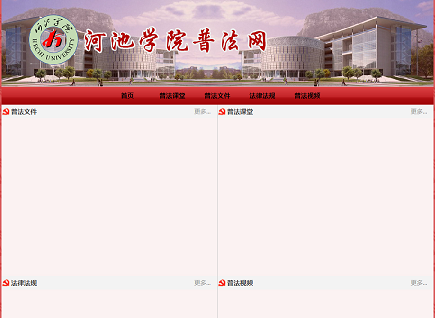 河池学院
HECHI UNIVERSITY
河池学院普法网
首页 普法课堂 普法文件 法律法规 普法视频
普法文件 更多...
普法课堂 更多...
法律法规 更多...
普法视频 更多...